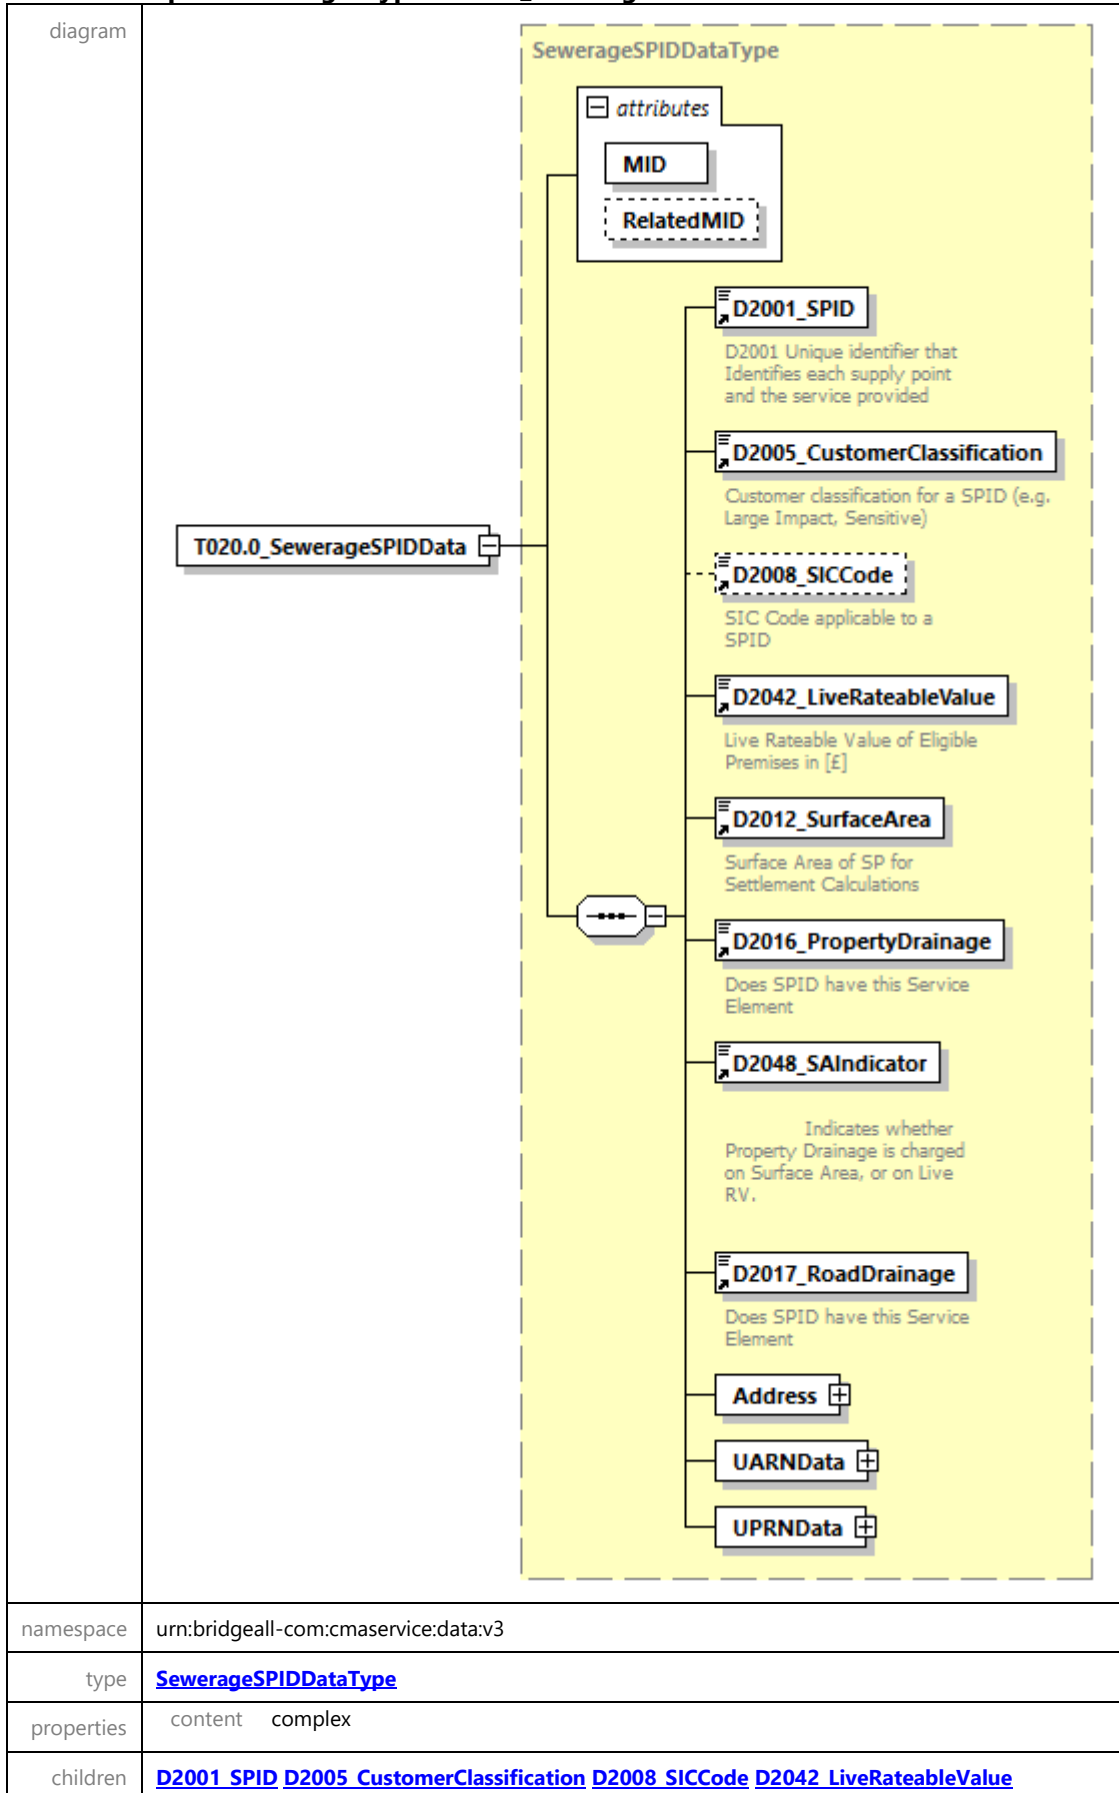 diagram
SewerageSPIDDataType
attributes
MID
RelatedMID
D2001_SPID
D2001 Unique identifier that
Identifies each supply point
and the service provided
D2005_CustomerClassification
Customer classification for a SPID (e.g.
Large Impact, Sensitive)
T020.0_SewerageSPIDData
D2008_SICCode
SIC Code applicable to a
SPID
D2042_LiveRateableValue
Live Rateable Value of Eligible
Premises in [£]
D2012_SurfaceArea
Surface Area of SP for
Settlement Calculations
D2016_PropertyDrainage
Does SPID have this Service
Element
D2048_SAIndicator
Indicates whether
Property Drainage is charged
on Surface Area, or on Live
RV.
D2017_RoadDrainage
Does SPID have this Service
Element
Address
UARNData
UPRNData
namespace urn:bridgeall-com:cmaservice:data:v3
type SewerageSPIDDataType
properties content complex
children D2001_SPID D2005_CustomerClassification D2008_SICCode D2042_LiveRateableValue